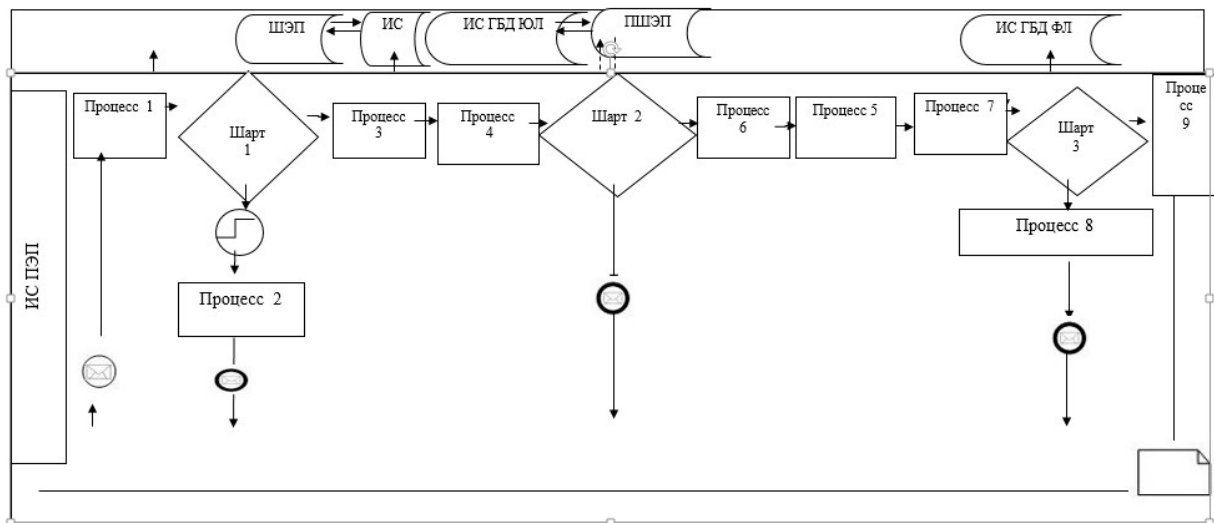 ШЭП
ИС
ИС ГБД ЮЛ
ПШЭП
ИС ГБД ФЛ
ИС ПЭП
Процесс 1
Шарт
1
Процесс
3
Процесс
4
Шарт 2
Процесс
6
Процесс 5
Процесс 7
Шарт
3
Проце
сс
9
Процесс 2
Процесс 8